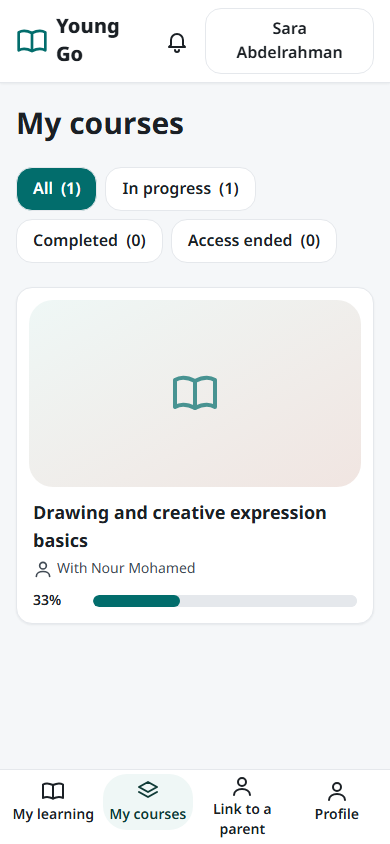 Young
Go
Sara
Abdelrahman
My courses
All (1)
In progress (1)
Completed (0)
Access ended (0)
Drawing and creative expression
basics
With Nour Mohamed
33%
My learning
My courses
Link to a
parent
Profile